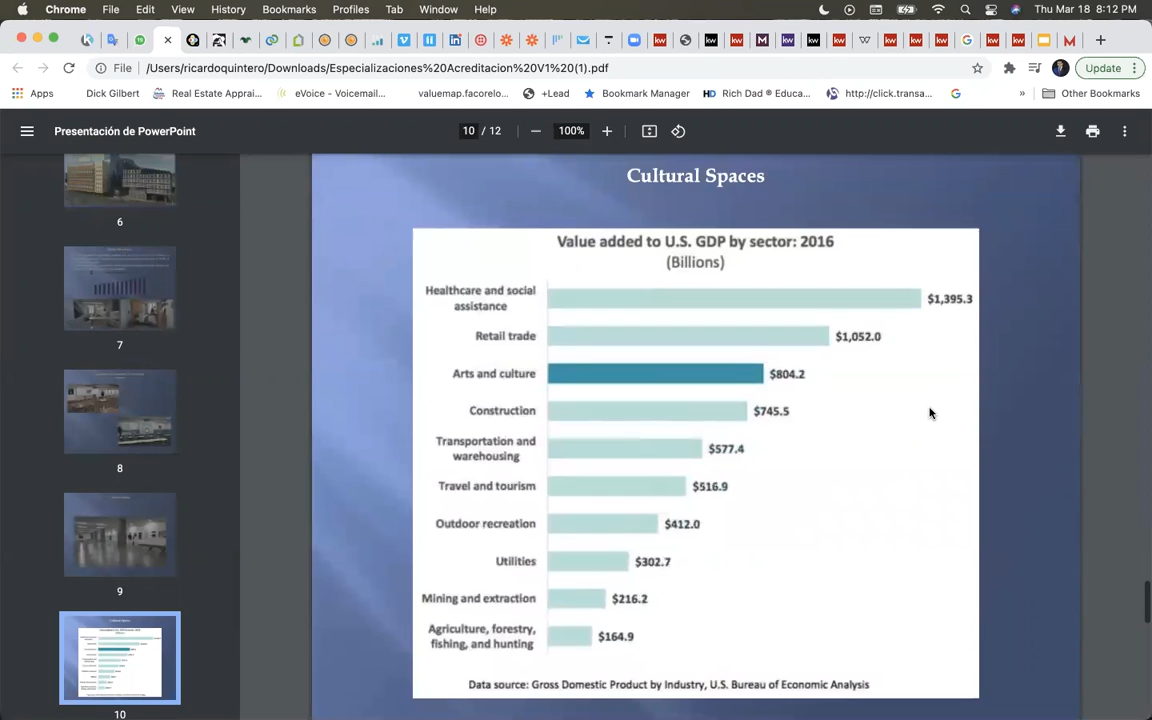 Chrome File Edit View History Bookmarks Profiles Tab Window Help Thu Mar 18 8:12 PM
File /Users/ricardoquintero/Downloads/Especializaciones%20Acreditacion%20V1%20(1).pdf Update
Apps Dick Gilbert Real Estate Apprai... eVoice - Voicemail... valuemap.facorelo... +Lead Bookmark Manager Rich Dad ® Educa... http://click.transa... » Other Bookmarks
Presentación de PowerPoint 10 / 12 100%
6
7
8
9
10
Cultural Spaces
Value added to U.S. GDP by sector: 2016
(Billions)
Healthcare and social
assistance $1,395.3
Retail trade $1,052.0
Arts and culture $804.2
Construction $745.5
Transportation and
warehousing $577.4
Travel and tourism $516.9
Outdoor recreation $412.0
Utilities $302.7
Mining and extraction $216.2
Agriculture, forestry,
fishing, and hunting $164.9
Data source: Gross Domestic Product by Industry, U.S. Bureau of Economic Analysis